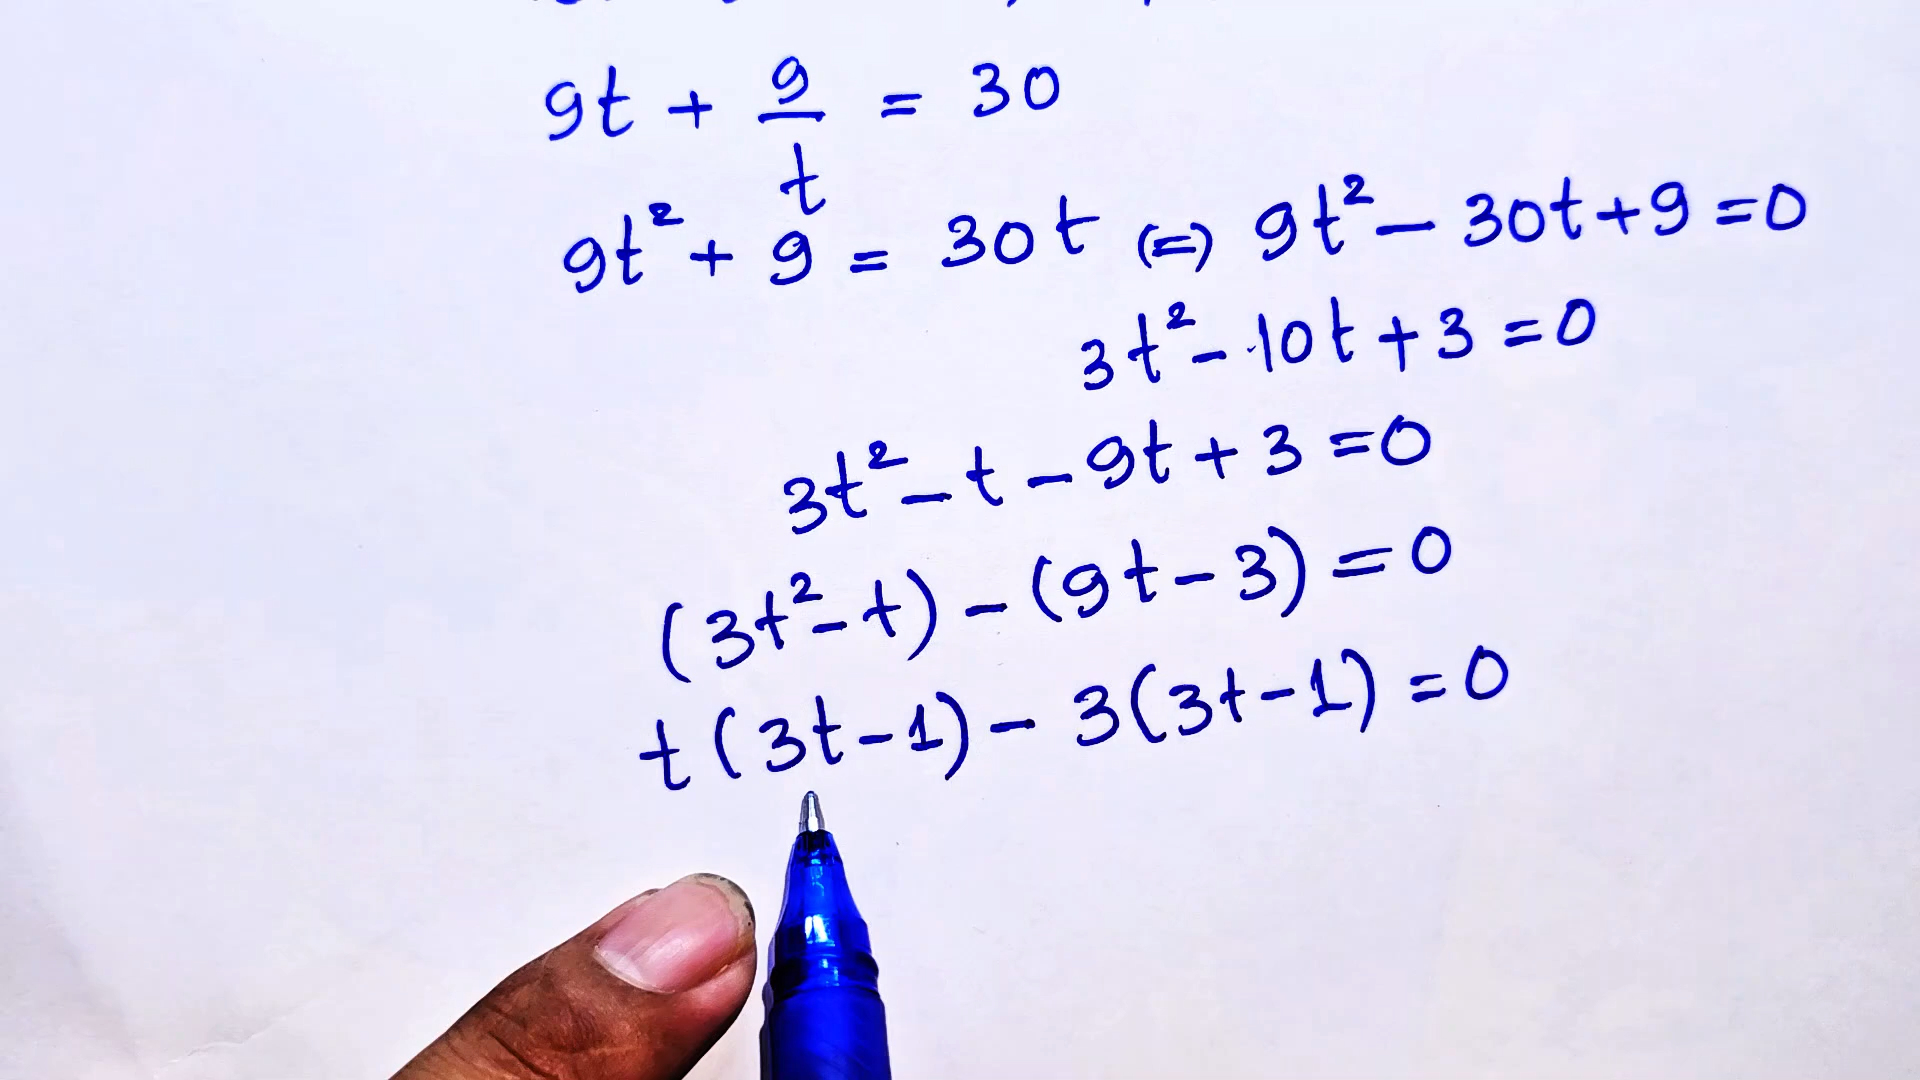 9t + 9/t = 30
9t² + 9 = 30t (=) 9t² - 30t + 9 = 0
3t² - 10t + 3 = 0
3t² - t - 9t + 3 = 0
(3t² - t) - (9t - 3) = 0
t(3t - 1) - 3(3t - 1) = 0